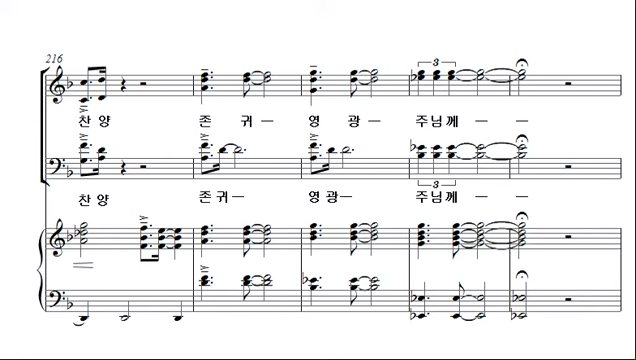 216
3
찬양 존 귀— 영 광— 주님께 — —
3
찬양 존귀— 영광— 주님께 — —